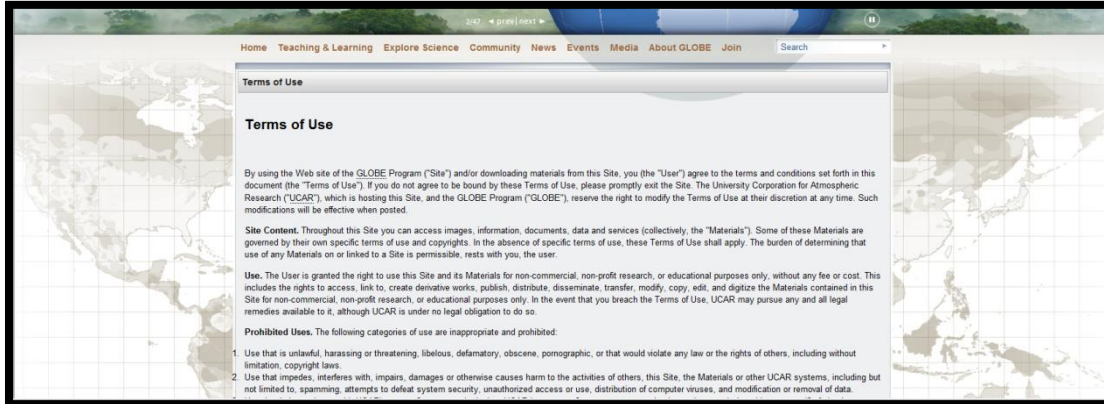 2/47 ◄ prev | next ►
Home Teaching & Learning Explore Science Community News Events Media About GLOBE Join Search
Terms of Use
Terms of Use
By using the Web site of the GLOBE Program ("Site") and/or downloading materials from this Site, you (the "User") agree to the terms and conditions set forth in this
document (the "Terms of Use"). If you do not agree to be bound by these Terms of Use, please promptly exit the Site. The University Corporation for Atmospheric
Research ("UCAR"), which is hosting this Site, and the GLOBE Program ("GLOBE"), reserve the right to modify the Terms of Use at their discretion at any time. Such
modifications will be effective when posted.
Site Content. Throughout this Site you can access images, information, documents, data and services (collectively, the "Materials"). Some of these Materials are
governed by their own specific terms of use and copyrights. In the absence of specific terms of use, these Terms of Use shall apply. The burden of determining that
use of any Materials on or linked to a Site is permissible, rests with you, the user.
Use. The User is granted the right to use this Site and its Materials for non-commercial, non-profit research, or educational purposes only, without any fee or cost. This
includes the rights to access, link to, create derivative works, publish, distribute, disseminate, transfer, modify, copy, edit, and digitize the Materials contained in this
Site for non-commercial, non-profit research, or educational purposes only. In the event that you breach the Terms of Use, UCAR may pursue any and all legal
remedies available to it, although UCAR is under no legal obligation to do so.
Prohibited Uses. The following categories of use are inappropriate and prohibited:
1. Use that is unlawful, harassing or threatening, libelous, defamatory, obscene, pornographic, or that would violate any law or the rights of others, including without
limitation, copyright laws.
2. Use that impedes, interferes with, impairs, damages or otherwise causes harm to the activities of others, this Site, the Materials or other UCAR systems, including but
not limited to, spamming, attempts to defeat system security, unauthorized access or use, distribution of computer viruses, and modification or removal of data.